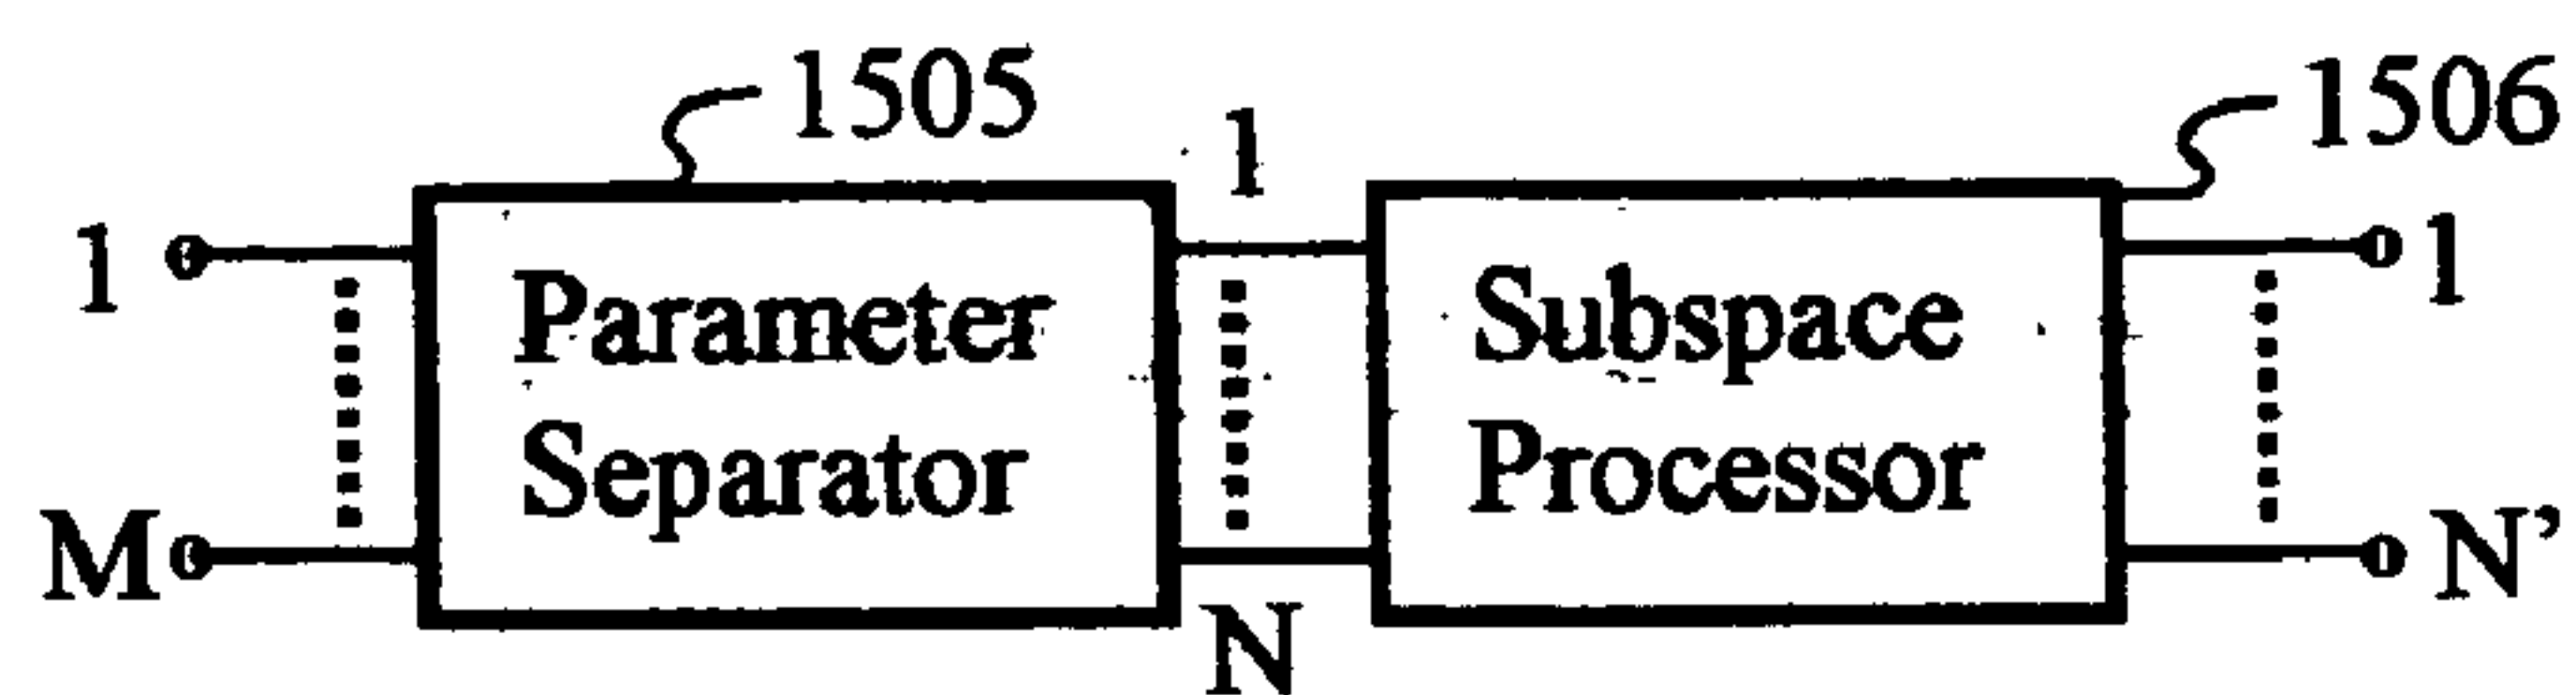 1505
1506
1
1
1
Parameter
Separator
Subspace
Processor
M
N
N’